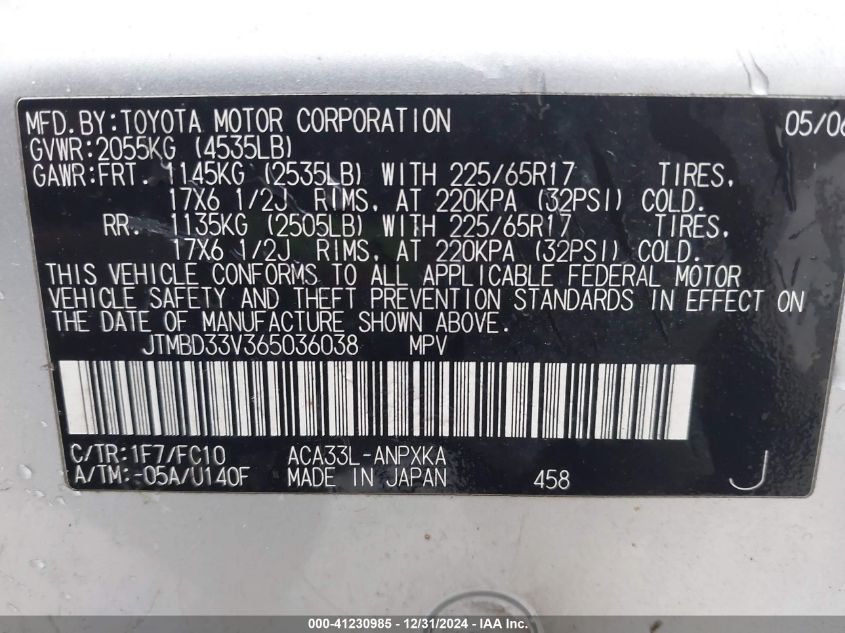 MFD.BY:TOYOTA MOTOR CORPORATION 05/06
GVWR:2055KG (4535LB)
GAWR:FRT. 1145KG (2535LB) WITH 225/65R17 TIRES,
17X6 1/2J RIMS, AT 220KPA (32PSI) COLD.
RR. 1135KG (2505LB) WITH 225/65R17 TIRES,
17X6 1/2J RIMS, AT 220KPA (32PSI) COLD.
THIS VEHICLE CONFORMS TO ALL APPLICABLE FEDERAL MOTOR
VEHICLE SAFETY AND THEFT PREVENTION STANDARDS IN EFFECT ON
THE DATE OF MANUFACTURE SHOWN ABOVE.
JTMBD33V365036038 MPV
C/TR:1F7/FC10 ACA33L-ANPXKA
A/TM:-05A/U140F MADE IN JAPAN 458 J
000-41230985 - 12/31/2024 - IAA Inc.